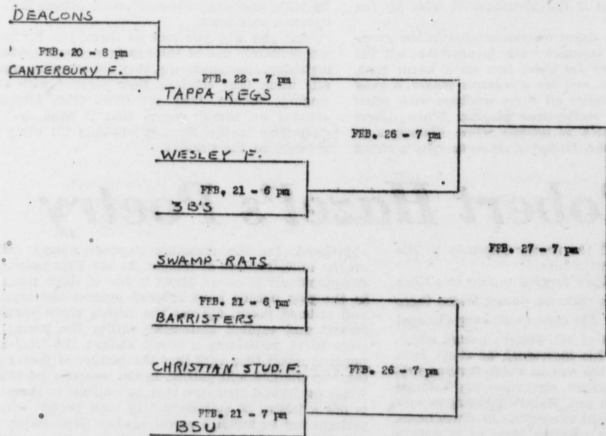 DEACONS
FEB. 20 - 8 pm
CANTERBURY F.
FEB. 22 - 7 pm
TAPPA KEGS
FEB. 26 - 7 pm
WESLEY F.
FEB. 21 - 6 pm
3B'S
FEB. 27 - 7 pm
SWAMP RATS
FEB. 21 - 6 pm
BARRISTERS
FEB. 26 - 7 pm
CHRISTIAN STUD. F.
FEB. 21 - 7 pm
BSU